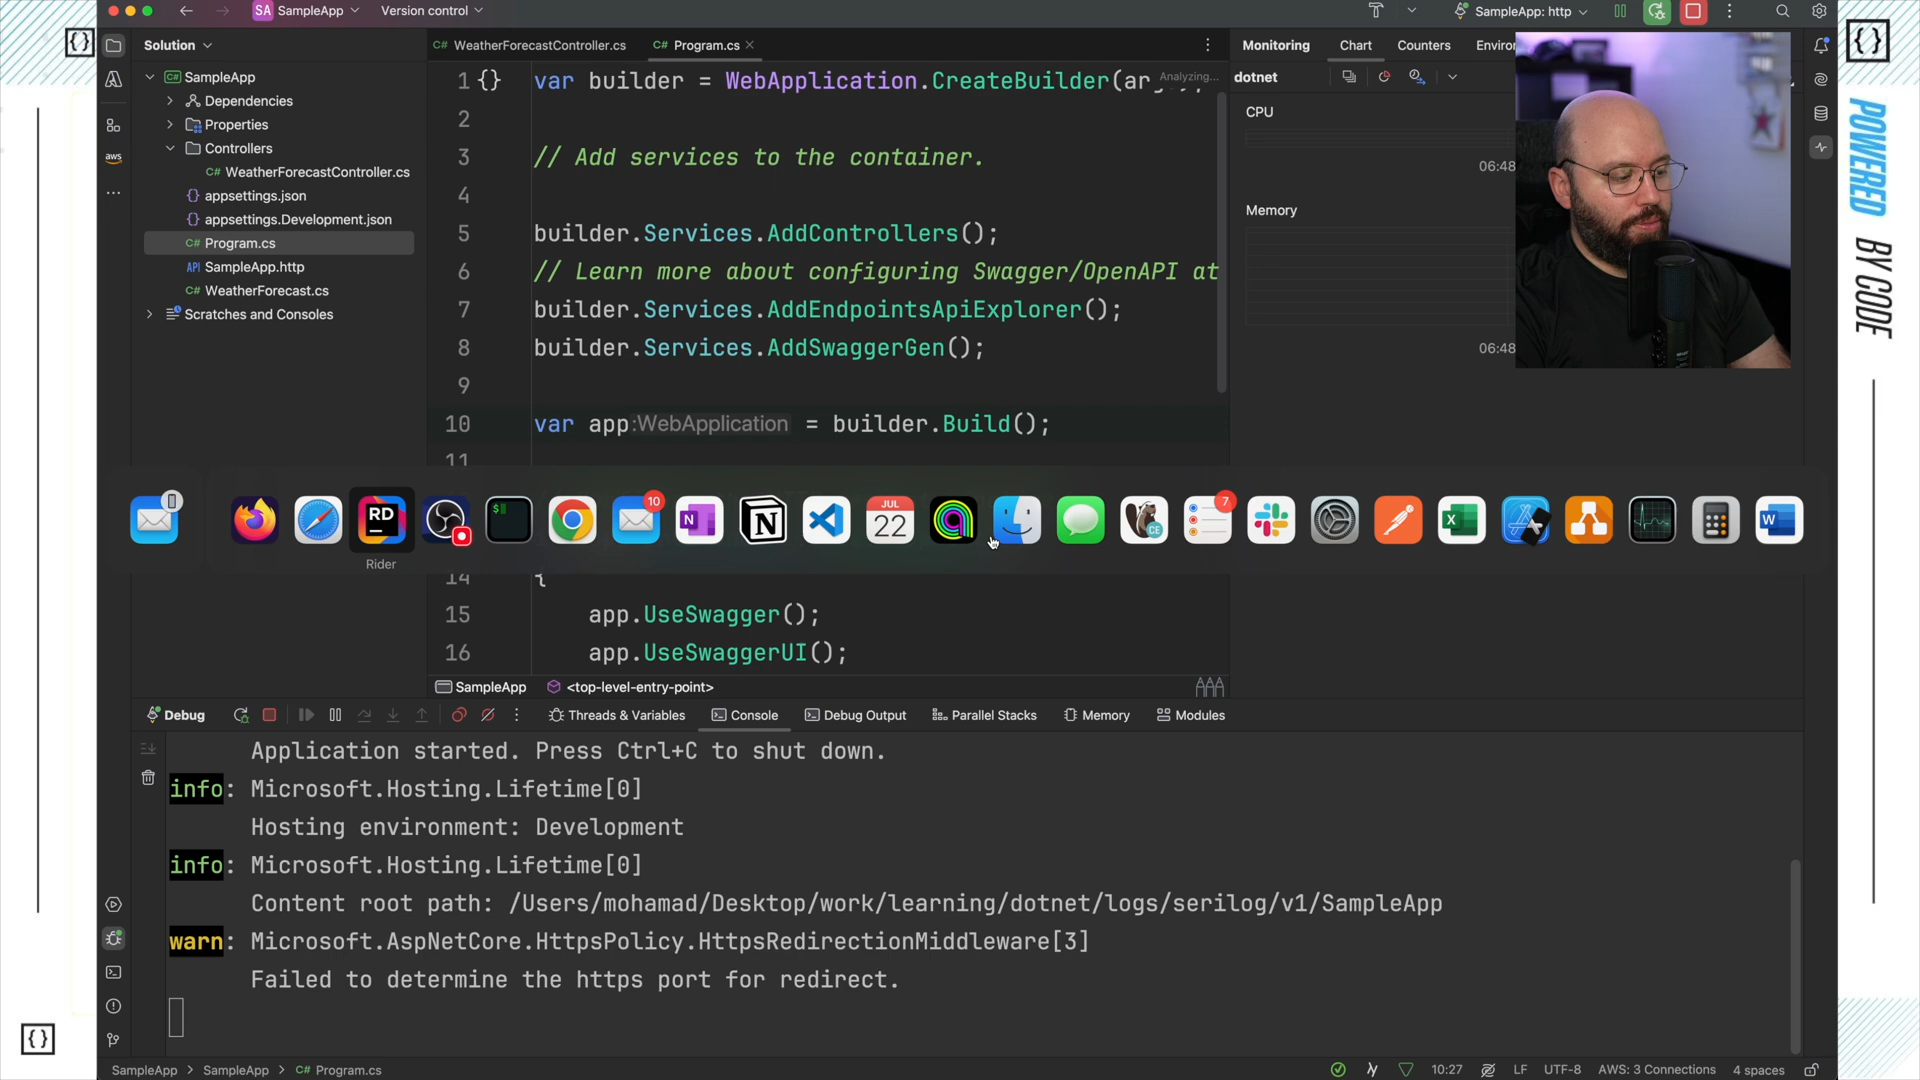 SA SampleApp
Version control
SampleApp: http
Solution
SampleApp
Dependencies
Properties
Controllers
C# WeatherForecastController.cs
{} appsettings.json
{} appsettings.Development.json
C# Program.cs
API SampleApp.http
C# WeatherForecast.cs
Scratches and Consoles
aws
C# WeatherForecastController.cs
C# Program.cs
1 {} var builder = WebApplication.CreateBuilder(
Analyzing...
2
3 // Add services to the container.
4
5 builder.Services.AddControllers();
6 // Learn more about configuring Swagger/OpenAPI at
7 builder.Services.AddEndpointsApiExplorer();
8 builder.Services.AddSwaggerGen();
9
10 var app:WebApplication = builder.Build();
11
14 {
15 app.UseSwagger();
16 app.UseSwaggerUI();
SampleApp <top-level-entry-point>
Monitoring Chart Counters
dotnet
CPU
06:48
Memory
06:48
RD
$
10
N
N
JUL
22
CE
7
X
W
Rider
Debug
Threads & Variables
Console
Debug Output
Parallel Stacks
Memory
Modules
Application started. Press Ctrl+C to shut down.
info: Microsoft.Hosting.Lifetime[0]
Hosting environment: Development
info: Microsoft.Hosting.Lifetime[0]
Content root path: /Users/mohamad/Desktop/work/learning/dotnet/logs/serilog/v1/SampleApp
warn: Microsoft.AspNetCore.HttpsPolicy.HttpsRedirectionMiddleware[3]
Failed to determine the https port for redirect.
SampleApp > SampleApp > C# Program.cs
10:27 LF UTF-8 AWS: 3 Connections 4 spaces
{}
{}
{}
POWERED
BY CODE